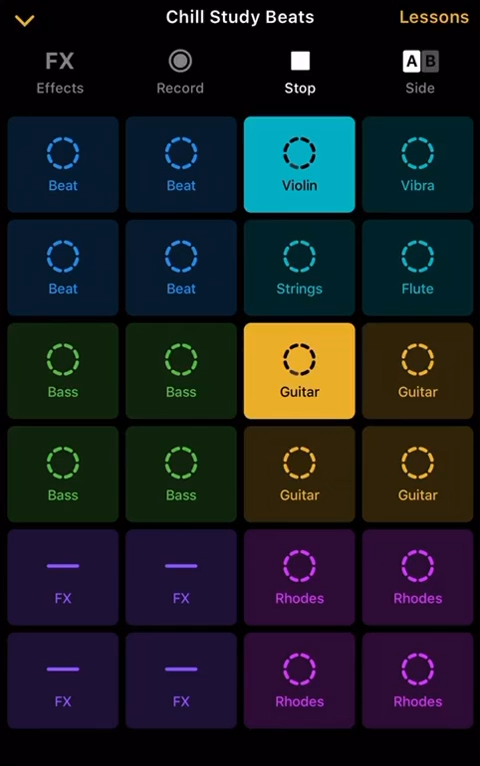 Chill Study Beats Lessons
FX A B
Effects Record Stop Side
Beat Beat Violin Vibra
Beat Beat Strings Flute
Bass Bass Guitar Guitar
Bass Bass Guitar Guitar
FX FX Rhodes Rhodes
FX FX Rhodes Rhodes